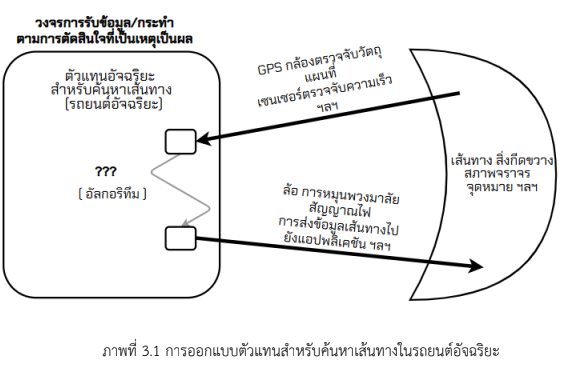 วงจรการรับข้อมูล/กระทำ
ตามการตัดสินใจที่เป็นเหตุเป็นผล
ตัวแทนอัจฉริยะ
สำหรับค้นหาเส้นทาง
(รถยนต์อัจฉริยะ)
???
( อัลกอริทึม )
GPS กล้องตรวจจับวัตถุ
แผนที่
เซนเซอร์ตรวจจับความเร็ว
ฯลฯ
เส้นทาง สิ่งกีดขวาง
สภาพจราจร
จุดหมาย ฯลฯ
ล้อ การหมุนพวงมาลัย
สัญญาณไฟ
การส่งข้อมูลเส้นทางไป
ยังแอปพลิเคชัน ฯลฯ
ภาพที่ 3.1 การออกแบบตัวแทนสำหรับค้นหาเส้นทางในรถยนต์อัจฉริยะ